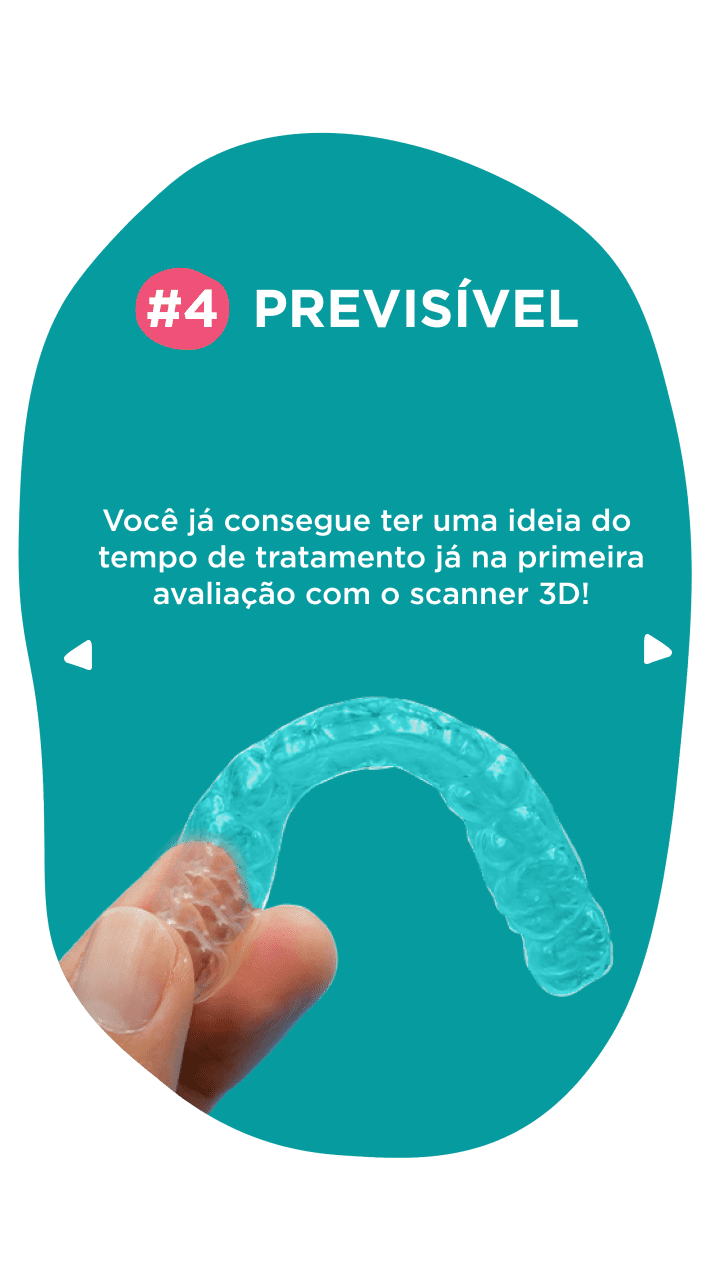 #4 PREVISÍVEL
Você já consegue ter uma ideia do
tempo de tratamento já na primeira
avaliação com o scanner 3D!